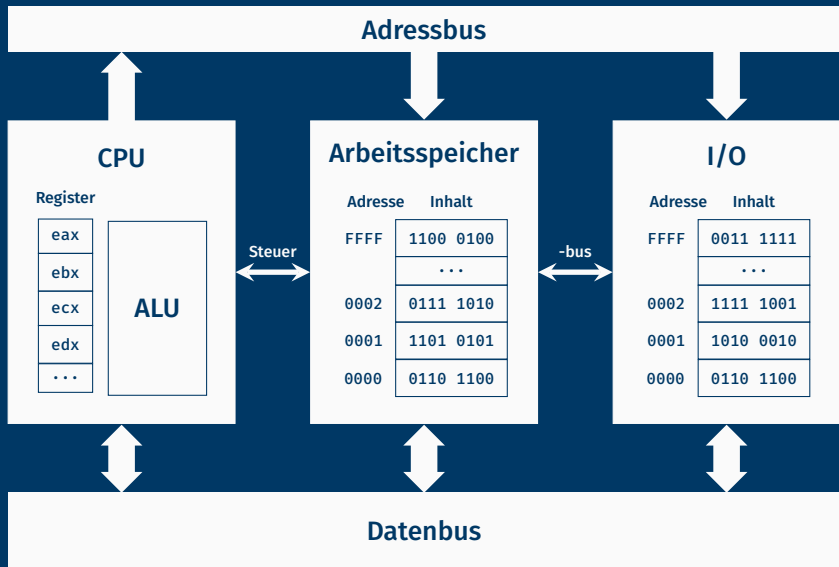 Adressbus
CPU
Register
eax
ebx
ecx
edx
...
ALU
Steuer
Arbeitsspeicher
Adresse Inhalt
FFFF 1100 0100
...
0002 0111 1010
0001 1101 0101
0000 0110 1100
-bus
I/O
Adresse Inhalt
FFFF 0011 1111
...
0002 1111 1001
0001 1010 0010
0000 0110 1100
Datenbus